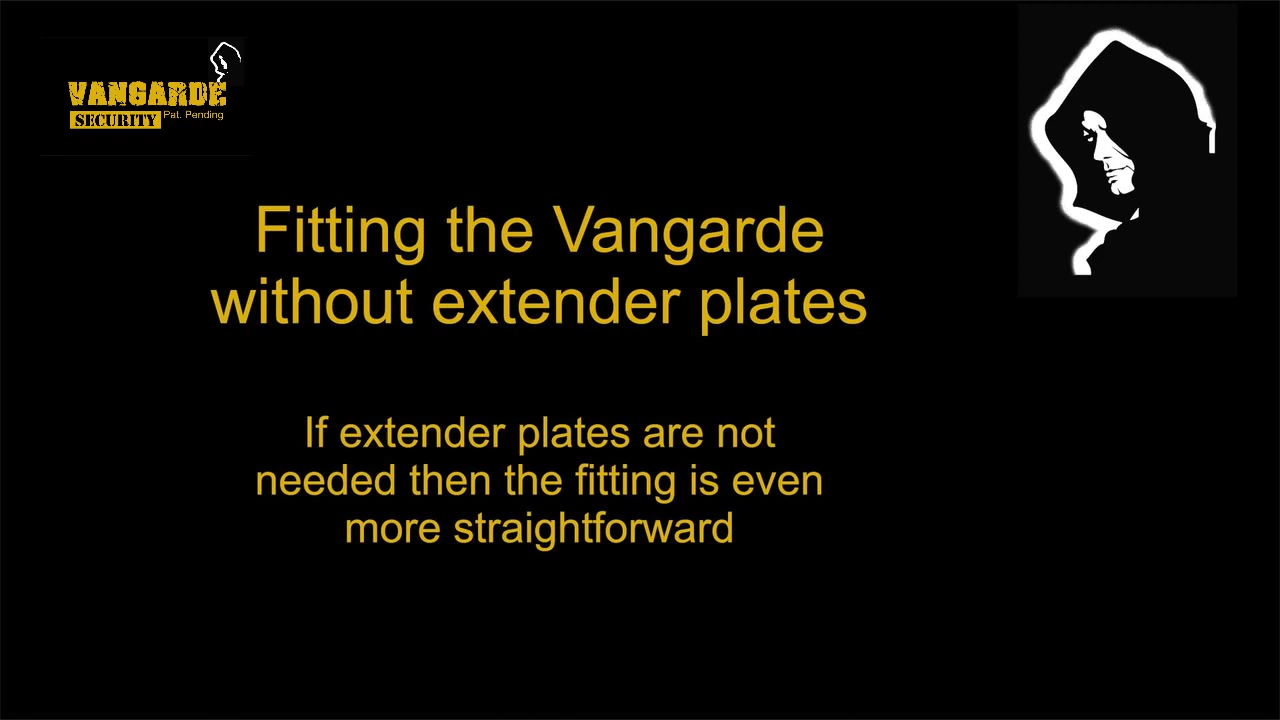 VANGARDE
SECURITY Pat. Pending
Fitting the Vangarde
without extender plates
If extender plates are not
needed then the fitting is even
more straightforward